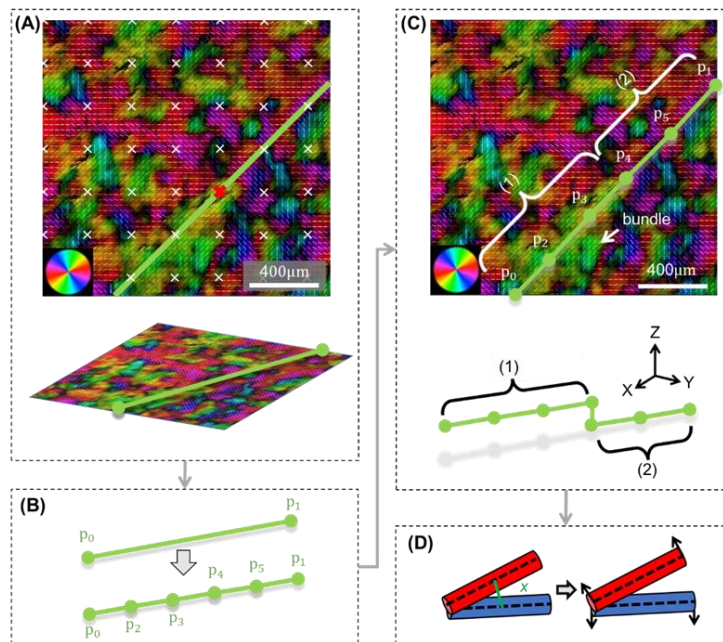 (A)
400μm
(B)
p₀
p₁
p₀
p₂
p₃
p₄
p₅
p₁
(C)
(2)
p₁
p₅
p₄
(1)
p₃
bundle
p₂
p₀
400μm
Z
(1)
X
Y
(2)
(D)
x